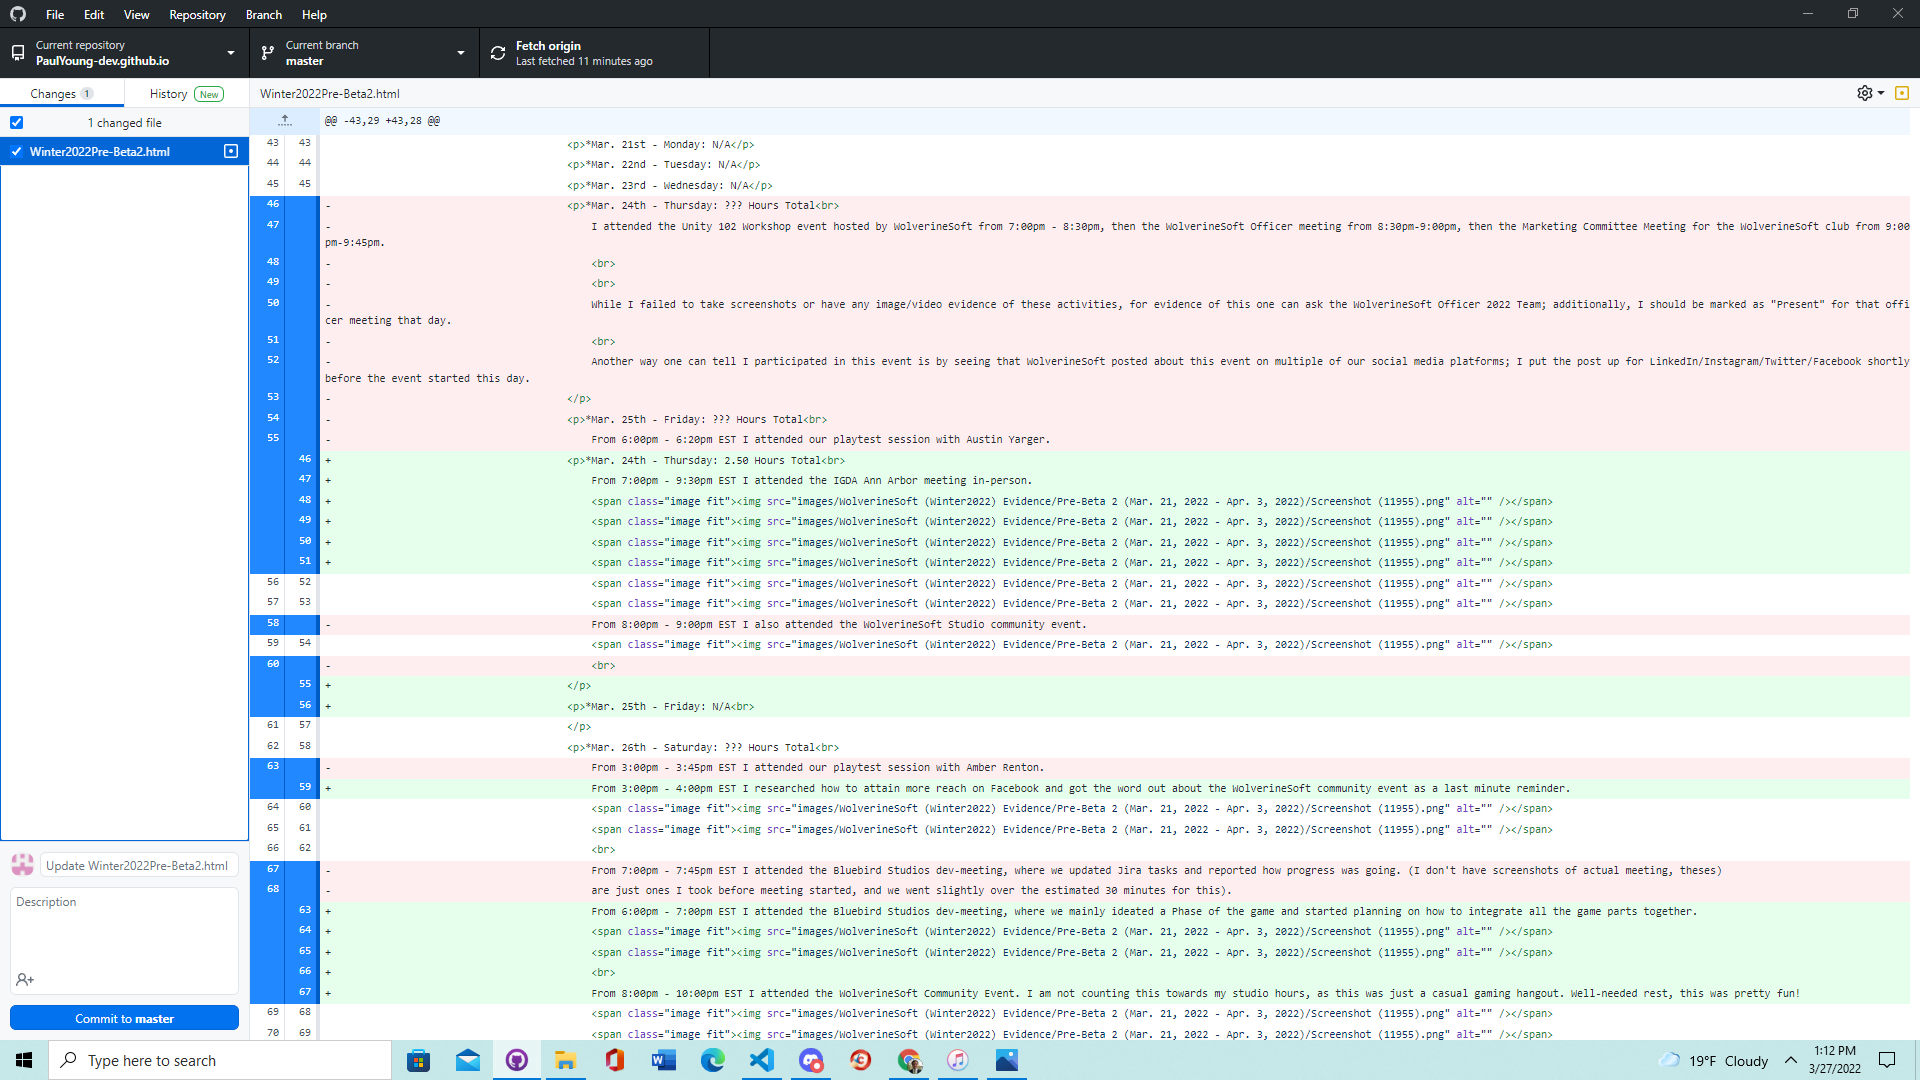 File Edit View Repository Branch Help
Current repository
PaulYoung-dev.github.io
Current branch
master
Fetch origin
Last fetched 11 minutes ago
Changes 1
History New
Winter2022Pre-Beta2.html
1 changed file
Winter2022Pre-Beta2.html
@@ -43,29 +43,28 @@
43 43 <p>*Mar. 21st - Monday: N/A</p>
44 44 <p>*Mar. 22nd - Tuesday: N/A</p>
45 45 <p>*Mar. 23rd - Wednesday: N/A</p>
46 - <p>*Mar. 24th - Thursday: ??? Hours Total<br>
47 - I attended the Unity 102 Workshop event hosted by WolverineSoft from 7:00pm - 8:30pm, then the WolverineSoft Officer meeting from 8:30pm-9:00pm, then the Marketing Committee Meeting for the WolverineSoft club from 9:00
pm-9:45pm.
48 - <br>
49 - <br>
50 - While I failed to take screenshots or have any image/video evidence of these activities, for evidence of this one can ask the WolverineSoft Officer 2022 Team; additionally, I should be marked as "Present" for that offi
cer meeting that day.
51 - <br>
52 - Another way one can tell I participated in this event is by seeing that WolverineSoft posted about this event on multiple of our social media platforms; I put the post up for LinkedIn/Instagram/Twitter/Facebook shortly
before the event started this day.
53 - </p>
54 - <p>*Mar. 25th - Friday: ??? Hours Total<br>
55 - From 6:00pm - 6:20pm EST I attended our playtest session with Austin Yarger.
46 + <p>*Mar. 24th - Thursday: 2.50 Hours Total<br>
47 + From 7:00pm - 9:30pm EST I attended the IGDA Ann Arbor meeting in-person.
48 + <span class="image fit"><img src="images/WolverineSoft (Winter2022) Evidence/Pre-Beta 2 (Mar. 21, 2022 - Apr. 3, 2022)/Screenshot (11955).png" alt="" /></span>
49 + <span class="image fit"><img src="images/WolverineSoft (Winter2022) Evidence/Pre-Beta 2 (Mar. 21, 2022 - Apr. 3, 2022)/Screenshot (11955).png" alt="" /></span>
50 + <span class="image fit"><img src="images/WolverineSoft (Winter2022) Evidence/Pre-Beta 2 (Mar. 21, 2022 - Apr. 3, 2022)/Screenshot (11955).png" alt="" /></span>
51 + <span class="image fit"><img src="images/WolverineSoft (Winter2022) Evidence/Pre-Beta 2 (Mar. 21, 2022 - Apr. 3, 2022)/Screenshot (11955).png" alt="" /></span>
56 52 <span class="image fit"><img src="images/WolverineSoft (Winter2022) Evidence/Pre-Beta 2 (Mar. 21, 2022 - Apr. 3, 2022)/Screenshot (11955).png" alt="" /></span>
57 53 <span class="image fit"><img src="images/WolverineSoft (Winter2022) Evidence/Pre-Beta 2 (Mar. 21, 2022 - Apr. 3, 2022)/Screenshot (11955).png" alt="" /></span>
58 - From 8:00pm - 9:00pm EST I also attended the WolverineSoft Studio community event.
59 54 <span class="image fit"><img src="images/WolverineSoft (Winter2022) Evidence/Pre-Beta 2 (Mar. 21, 2022 - Apr. 3, 2022)/Screenshot (11955).png" alt="" /></span>
60 - <br>
55 + </p>
56 + <p>*Mar. 25th - Friday: N/A<br>
61 57 </p>
62 58 <p>*Mar. 26th - Saturday: ??? Hours Total<br>
63 - From 3:00pm - 3:45pm EST I attended our playtest session with Amber Renton.
59 + From 3:00pm - 4:00pm EST I researched how to attain more reach on Facebook and got the word out about the WolverineSoft community event as a last minute reminder.
64 60 <span class="image fit"><img src="images/WolverineSoft (Winter2022) Evidence/Pre-Beta 2 (Mar. 21, 2022 - Apr. 3, 2022)/Screenshot (11955).png" alt="" /></span>
65 61 <span class="image fit"><img src="images/WolverineSoft (Winter2022) Evidence/Pre-Beta 2 (Mar. 21, 2022 - Apr. 3, 2022)/Screenshot (11955).png" alt="" /></span>
66 62 <br>
67 - From 7:00pm - 7:45pm EST I attended the Bluebird Studios dev-meeting, where we updated Jira tasks and reported how progress was going. (I don't have screenshots of actual meeting, theses)
68 - are just ones I took before meeting started, and we went slightly over the estimated 30 minutes for this).
63 + From 6:00pm - 7:00pm EST I attended the Bluebird Studios dev-meeting, where we mainly ideated a Phase of the game and started planning on how to integrate all the game parts together.
64 + <span class="image fit"><img src="images/WolverineSoft (Winter2022) Evidence/Pre-Beta 2 (Mar. 21, 2022 - Apr. 3, 2022)/Screenshot (11955).png" alt="" /></span>
65 + <span class="image fit"><img src="images/WolverineSoft (Winter2022) Evidence/Pre-Beta 2 (Mar. 21, 2022 - Apr. 3, 2022)/Screenshot (11955).png" alt="" /></span>
66 + <br>
67 + From 8:00pm - 10:00pm EST I attended the WolverineSoft Community Event. I am not counting this towards my studio hours, as this was just a casual gaming hangout. Well-needed rest, this was pretty fun!
69 68 <span class="image fit"><img src="images/WolverineSoft (Winter2022) Evidence/Pre-Beta 2 (Mar. 21, 2022 - Apr. 3, 2022)/Screenshot (11955).png" alt="" /></span>
70 69 <span class="image fit"><img src="images/WolverineSoft (Winter2022) Evidence/Pre-Beta 2 (Mar. 21, 2022 - Apr. 3, 2022)/Screenshot (11955).png" alt="" /></span>
Update Winter2022Pre-Beta2.html
Description
Commit to master
Type here to search
19°F Cloudy
1:12 PM
3/27/2022